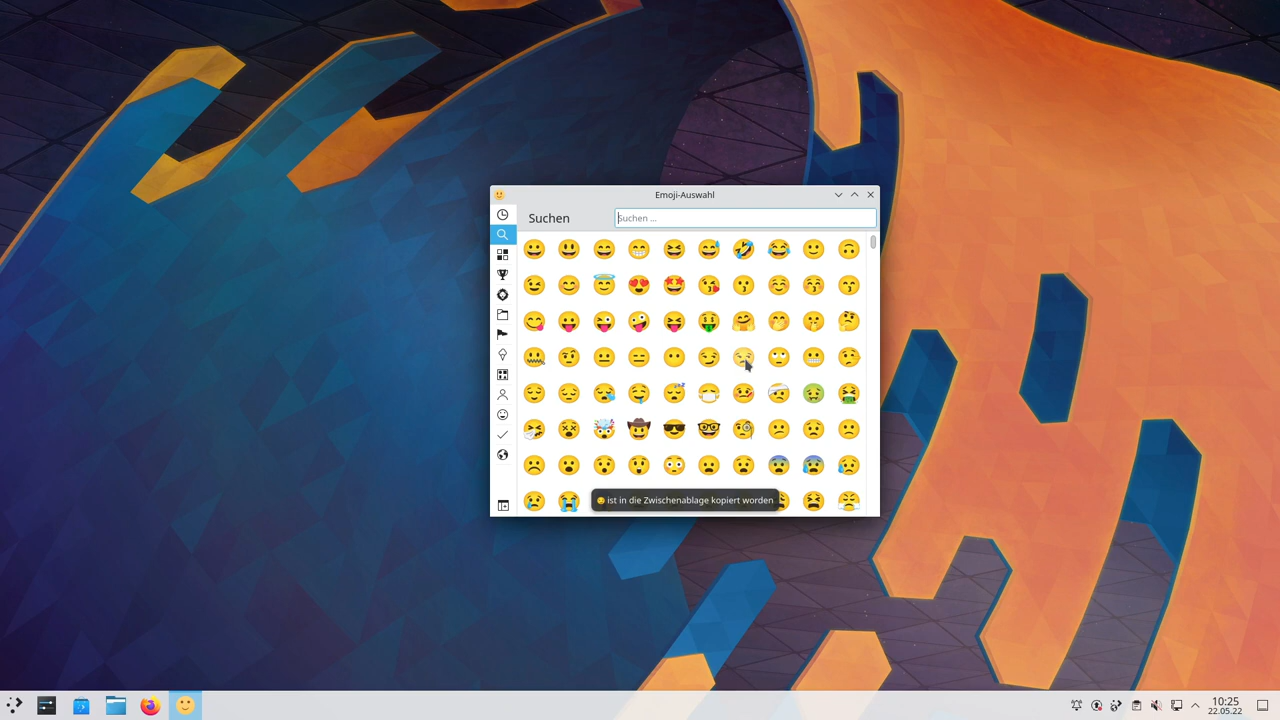 Emoji-Auswahl
Suchen
Suchen ...
ist in die Zwischenablage kopiert worden
10:25
22.05.22